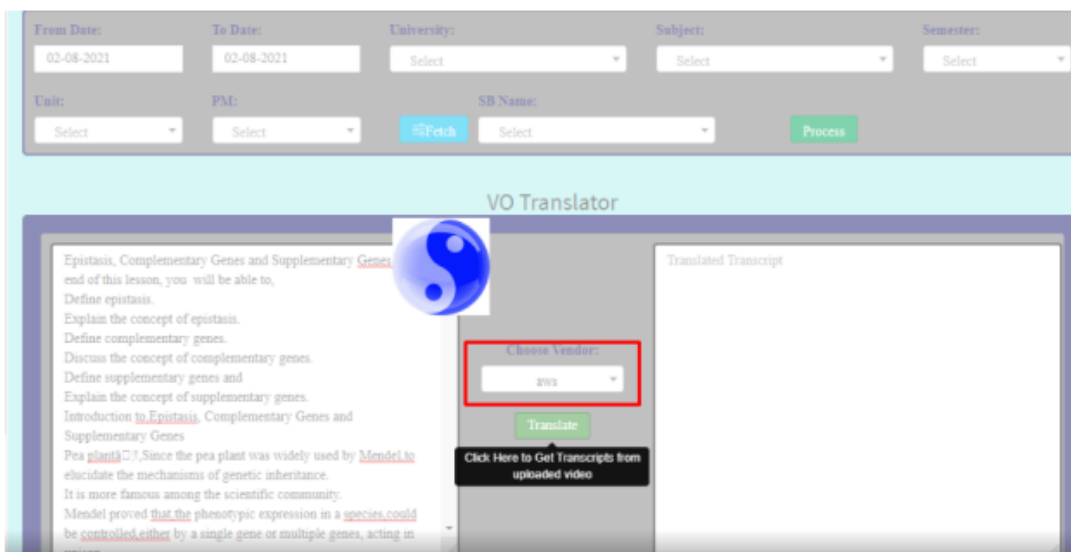 From Date: To Date: University: Subject: Semester:
02-08-2021 02-08-2021 Select Select Select
Unit: PM: SB Name:
Select Select Fetch Select Process
VO Translator
Epistasis, Complementary Genes and Supplementary Genes
end of this lesson, you will be able to,
Define epistasis.
Explain the concept of epistasis.
Define complementary genes.
Discuss the concept of complementary genes.
Define supplementary genes and
Explain the concept of supplementary genes.
Introduction to,Epistasis, Complementary Genes and
Supplementary Genes
Pea plantâ,Since the pea plant was widely used by Mendel,to
elucidate the mechanisms of genetic inheritance.
It is more famous among the scientific community.
Mendel proved that,the phenotypic expression in a species,could
be controlled,either by a single gene or multiple genes, acting in
Choose Vendor:
aws
Translate
Click Here to Get Transcripts from
uploaded video
Translated Transcript